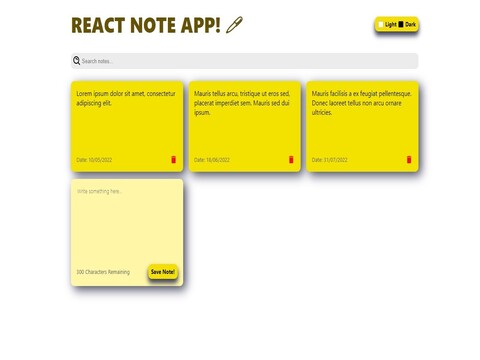 REACT NOTE APP!
Light Dark
Search notes...
Lorem ipsum dolor sit amet, consectetur
adipiscing elit.
Date: 10/05/2022
Mauris tellus arcu, tristique ut eros sed,
placerat imperdiet sem. Mauris sed dui
ipsum.
Date: 16/06/2022
Mauris facilisis a ex feugiat pellentesque.
Donec laoreet tellus non arcu ornare
ultricies.
Date: 31/07/2022
Write something here...
300 Characters Remaining
Save Note!